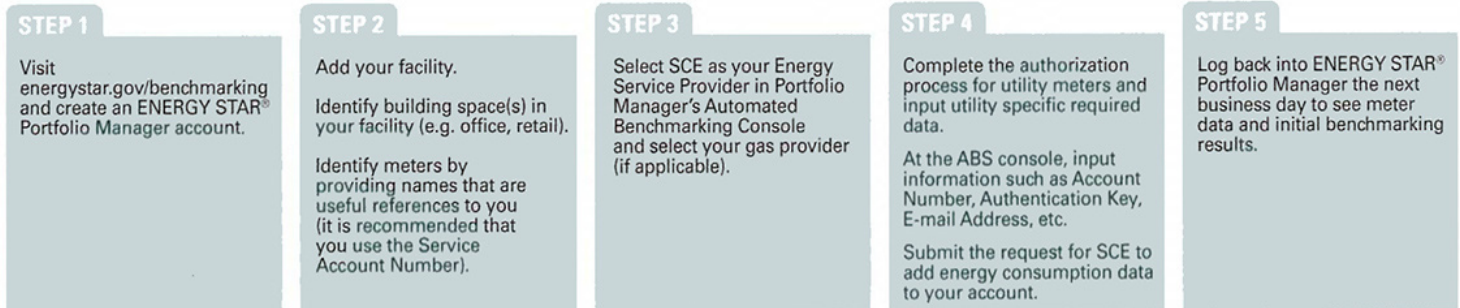 STEP 1
Visit
energystar.gov/benchmarking
and create an ENERGY STAR®
Portfolio Manager account.
STEP 2
Add your facility.
Identify building space(s) in
your facility (e.g. office, retail).
Identify meters by
providing names that are
useful references to you
(it is recommended that
you use the Service
Account Number).
STEP 3
Select SCE as your Energy
Service Provider in Portfolio
Manager's Automated
Benchmarking Console
and select your gas provider
(if applicable).
STEP 4
Complete the authorization
process for utility meters and
input utility specific required
data.
At the ABS console, input
information such as Account
Number, Authentication Key,
E-mail Address, etc.
Submit the request for SCE to
add energy consumption data
to your account.
STEP 5
Log back into ENERGY STAR®
Portfolio Manager the next
business day to see meter
data and initial benchmarking
results.